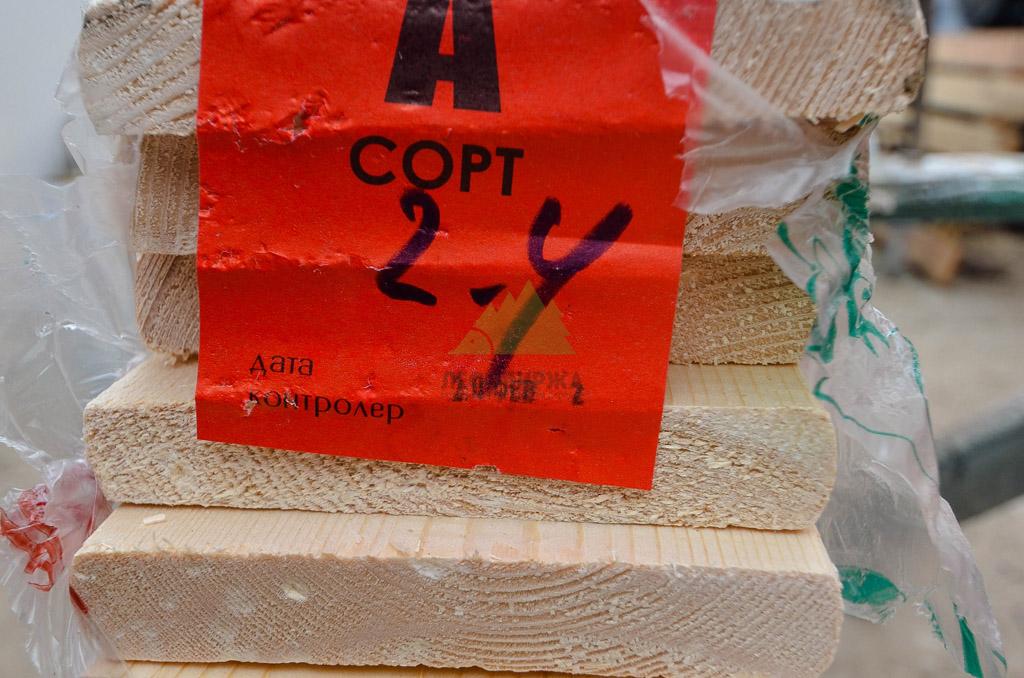 А
СОРТ
2-у
дата
контролер